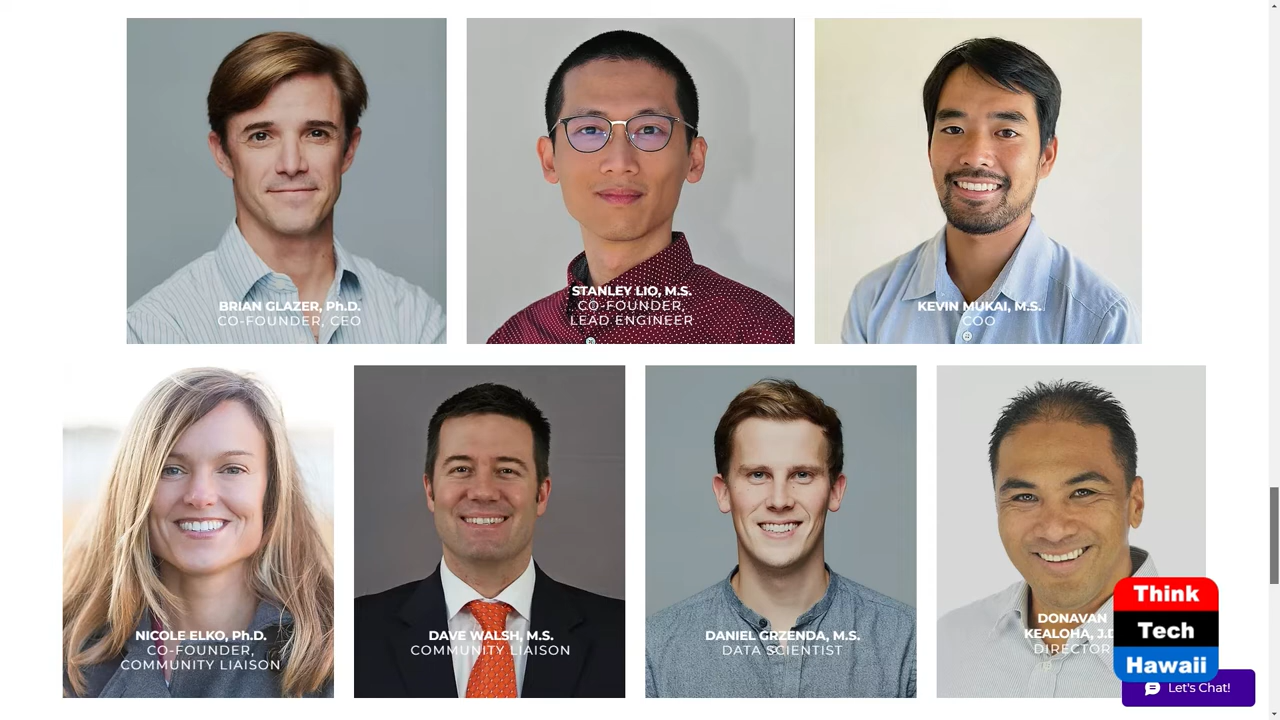 BRIAN GLAZER, Ph.D.
CO-FOUNDER, CEO
STANLEY LIO, M.S.
CO-FOUNDER,
LEAD ENGINEER
KEVIN MUKAI, M.S.
COO
NICOLE ELKO, Ph.D.
CO-FOUNDER,
COMMUNITY LIAISON
DAVE WALSH, M.S.
COMMUNITY LIAISON
DANIEL GRZENDA, M.S.
DATA SCIENTIST
DONAVAN
KEALOHA, J.D
DIRECTOR
Think
Tech
Hawaii
Let's Chat!